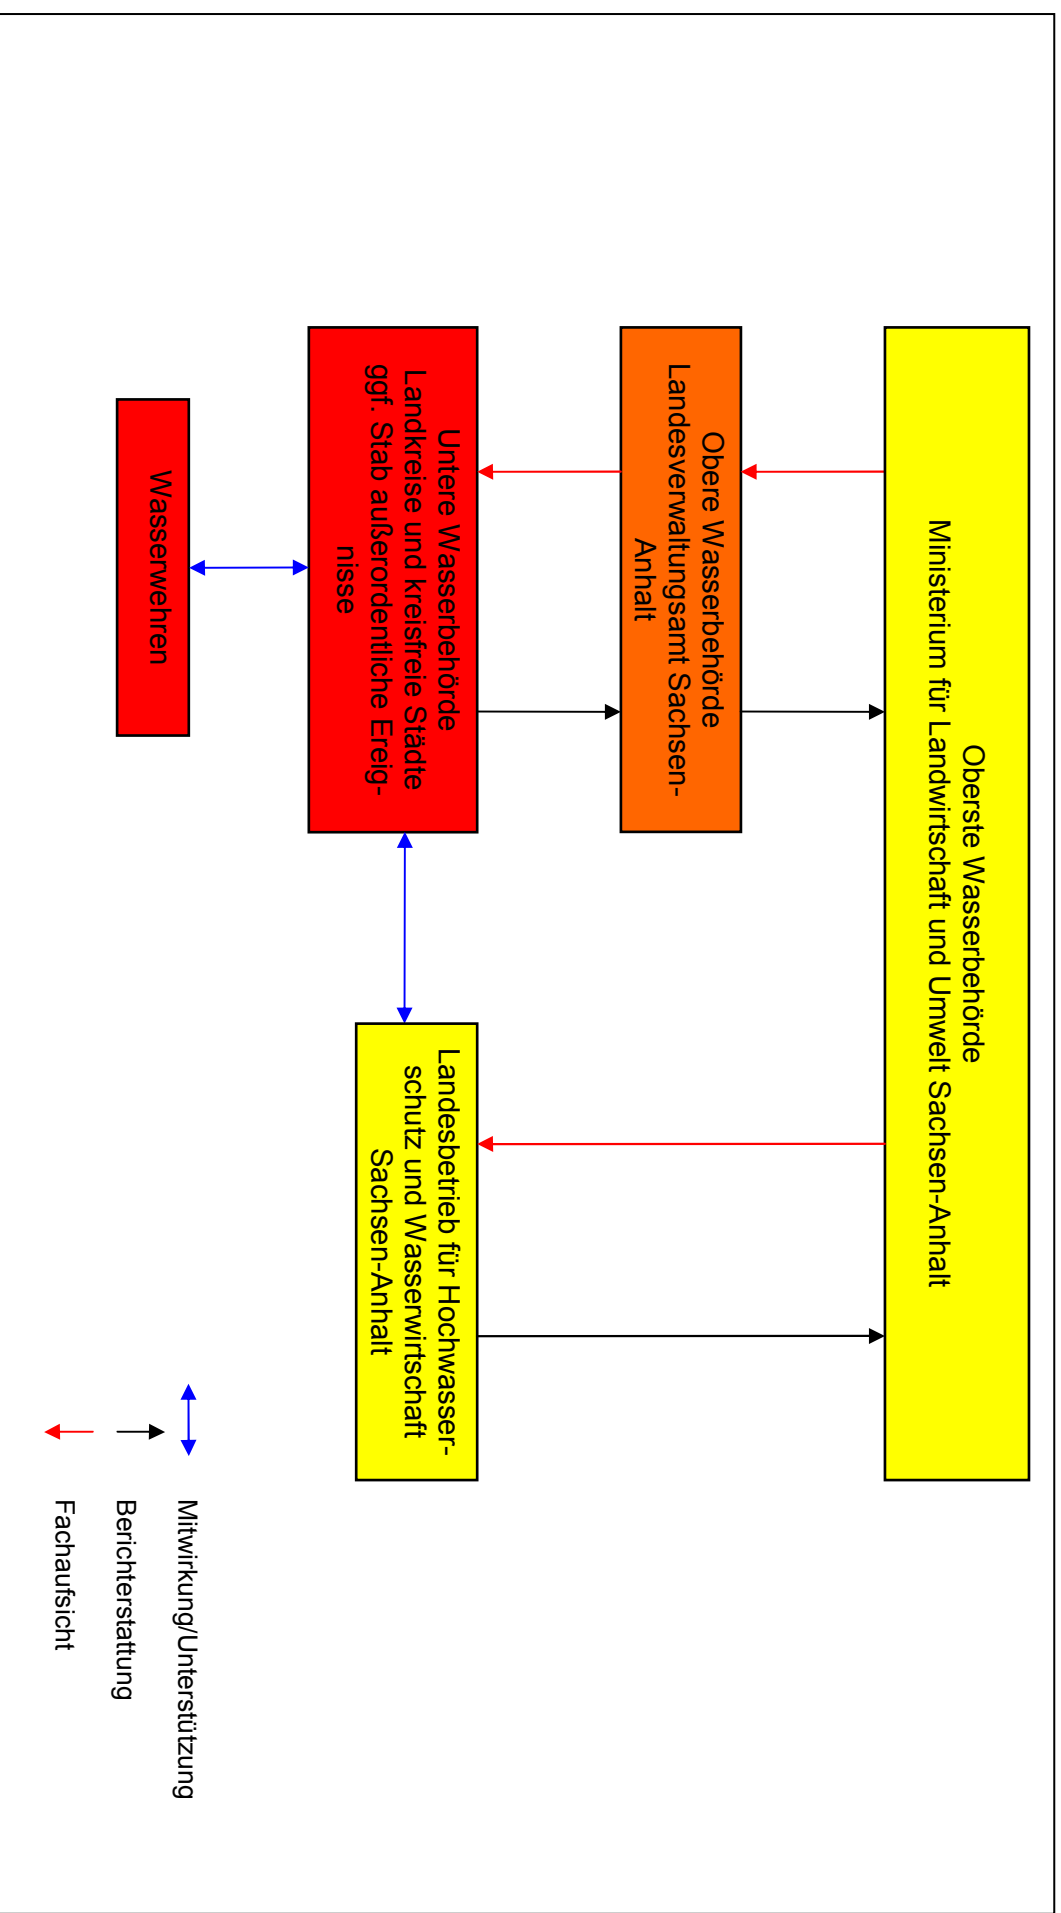 Oberste Wasserbehörde
Ministerium für Landwirtschaft und Umwelt Sachsen-Anhalt
Obere Wasserbehörde
Landesverwaltungsamt Sachsen-
Anhalt
Untere Wasserbehörde
Landkreise und kreisfreie Städte
ggf. Stab außerordentliche Ereig-
nisse
Landesbetrieb für Hochwasser-
schutz und Wasserwirtschaft
Sachsen-Anhalt
Wasserwehren
Mitwirkung/Unterstützung
Berichterstattung
Fachaufsicht